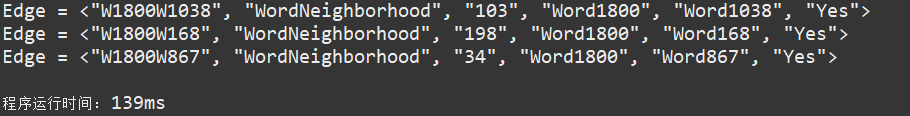 Edge = <"W1800W1038", "WordNeighborhood", "103", "Word1800", "Word1038", "Yes">
Edge = <"W1800W168", "WordNeighborhood", "198", "Word1800", "Word168", "Yes">
Edge = <"W1800W867", "WordNeighborhood", "34", "Word1800", "Word867", "Yes">
程序运行时间：139ms